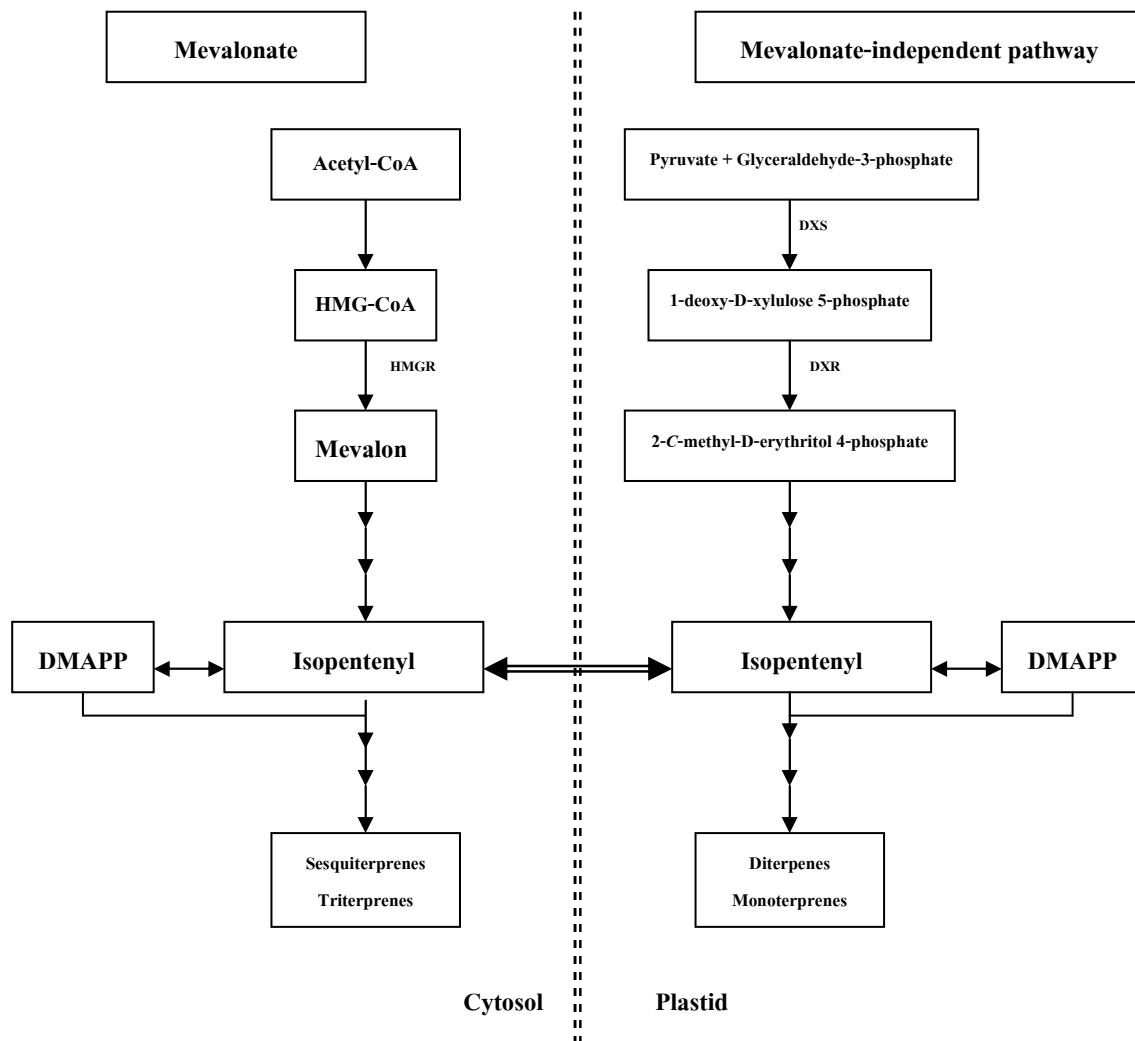 Mevalonate
Mevalonate-independent pathway
Acetyl-CoA
Pyruvate + Glyceraldehyde-3-phosphate
DXS
HMG-CoA
1-deoxy-D-xylulose 5-phosphate
HMGR
DXR
Mevalon
2-C-methyl-D-erythritol 4-phosphate
DMAPP
Isopentenyl
Isopentenyl
DMAPP
Sesquiterprenes
Triterprenes
Diterpenes
Monoterprenes
Cytosol
Plastid